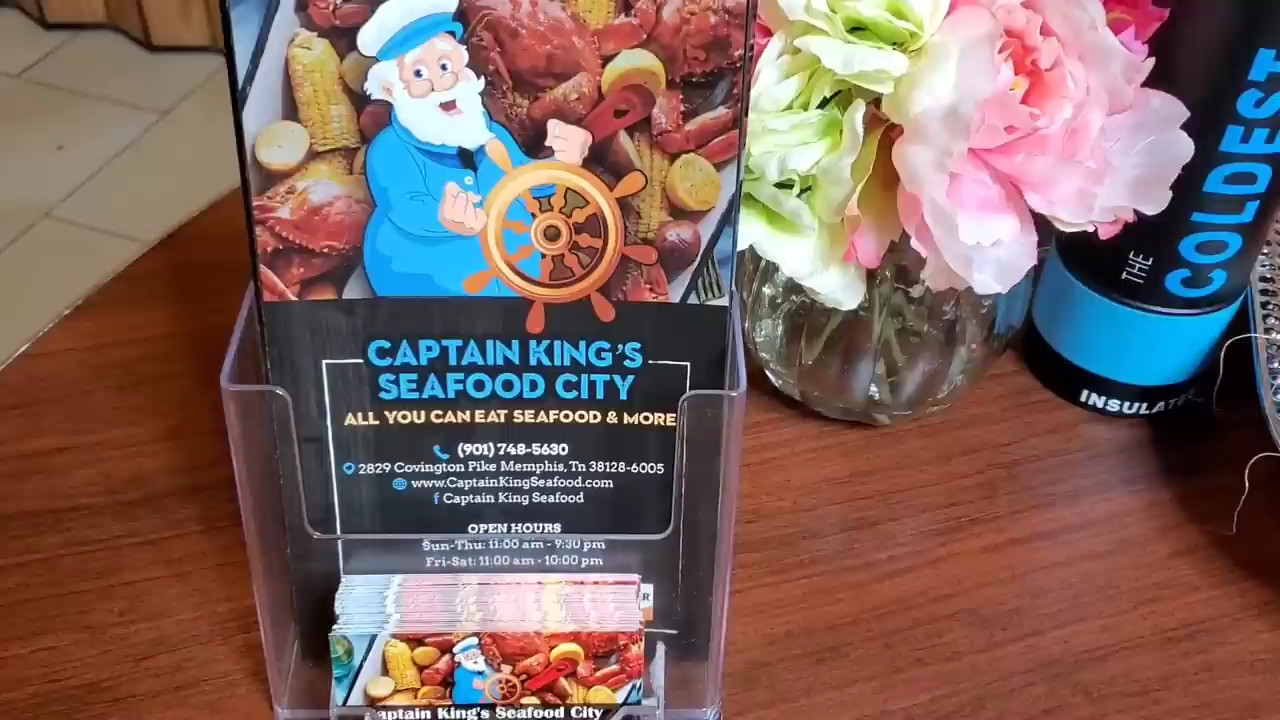 CAPTAIN KING'S
SEAFOOD CITY
ALL YOU CAN EAT SEAFOOD & MORE
(901) 748-5630
2829 Covington Pike Memphis, Tn 38128-6005
www.CaptainKingSeafood.com
f Captain King Seafood
OPEN HOURS
Sun-Thu: 11:00 am - 9:30 pm
Fri-Sat: 11:00 am - 10:00 pm
Captain King's Seafood City
THE
COLDEST